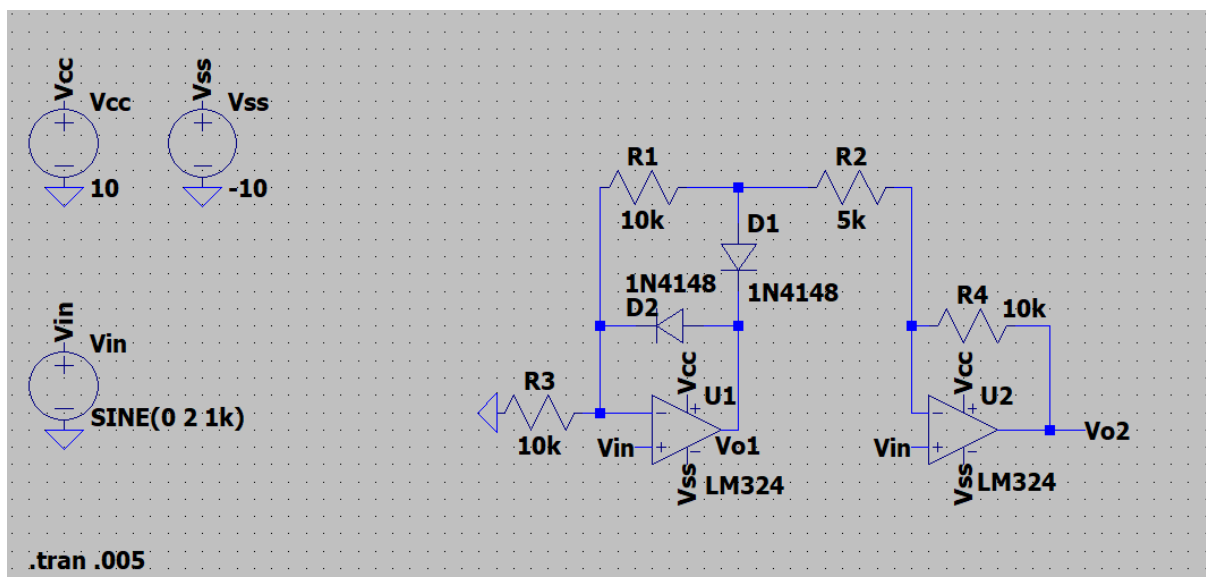 Vcc
Vcc
10
Vss
Vss
-10
Vin
Vin
SINE(0 2 1k)
.tran .005
R1
10k
R2
5k
D1
1N4148
1N4148
D2
R3
10k
Vcc
U1
Vin
Vo1
Vss
LM324
R4
10k
Vcc
U2
Vin
Vo2
Vss
LM324